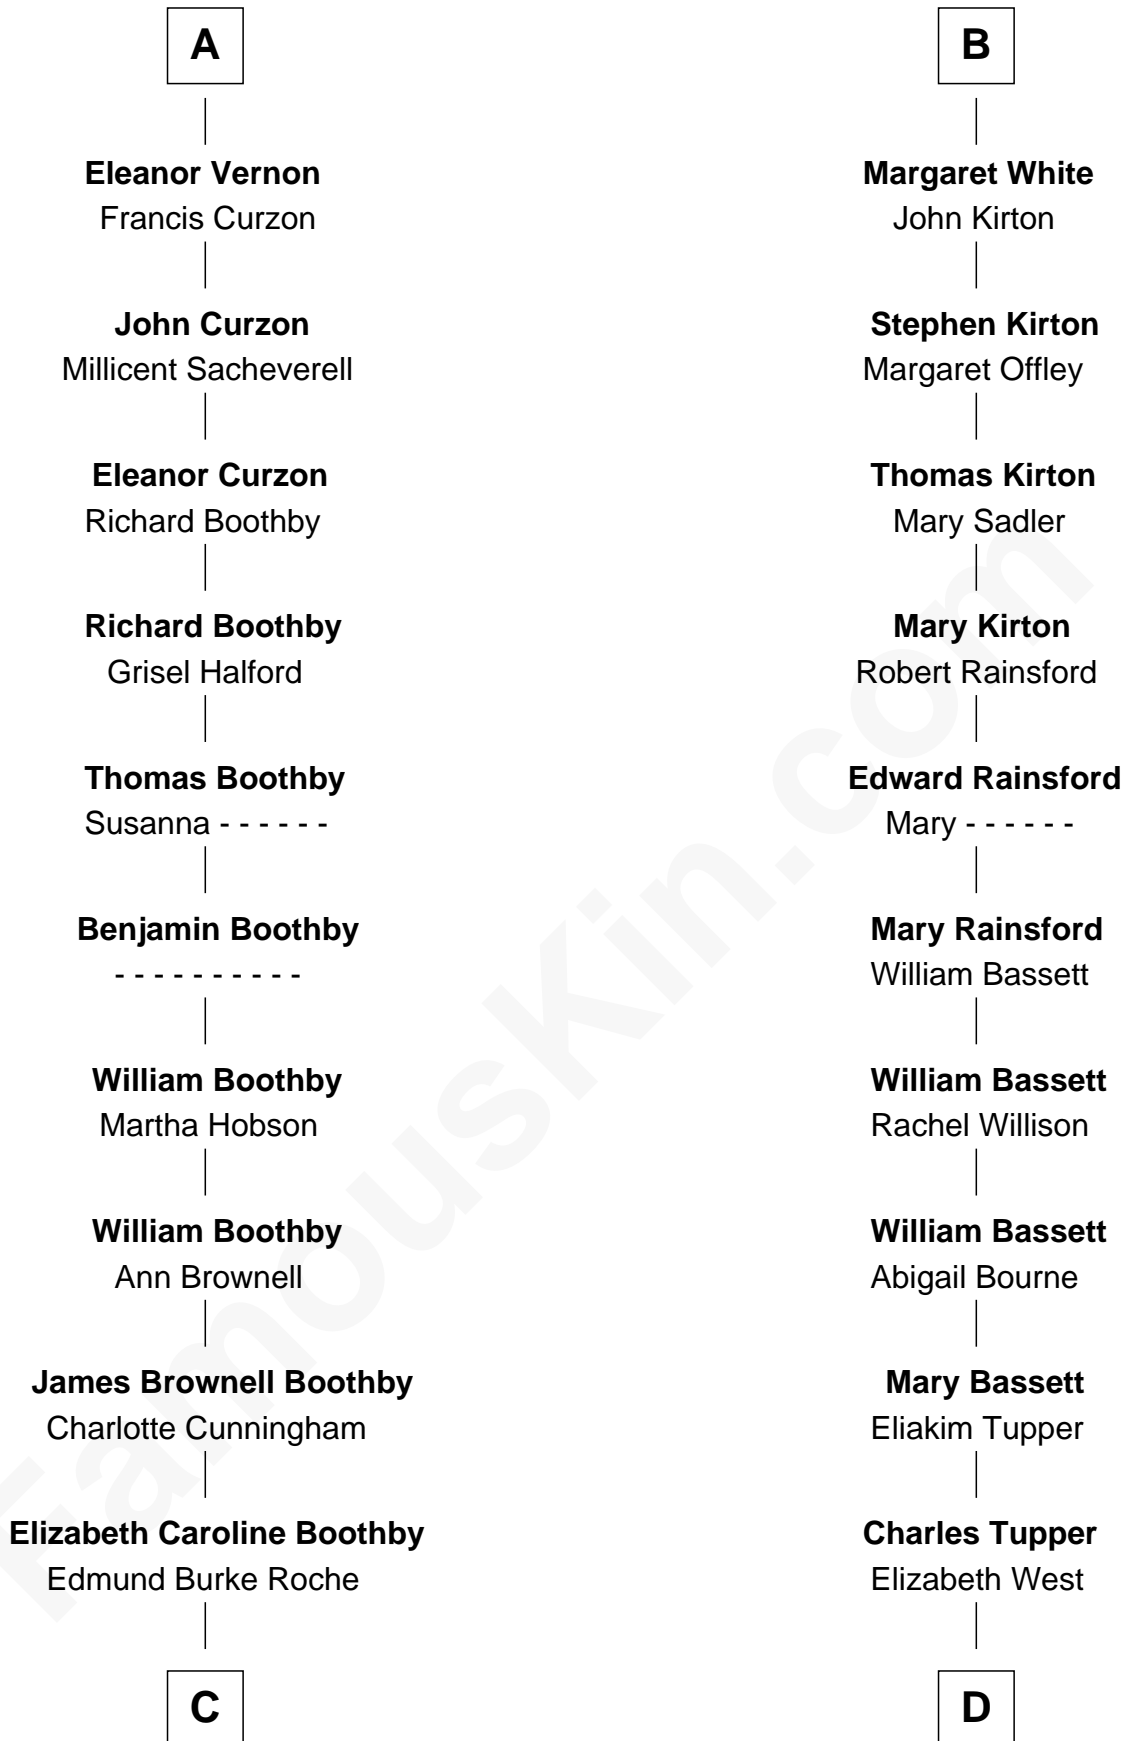 A
Eleanor Vernon
Francis Curzon
John Curzon
Millicent Sacheverell
Eleanor Curzon
Richard Boothby
Richard Boothby
Grisel Halford
Thomas Boothby
Susanna - - - - - -
Benjamin Boothby
- - - - - - - - - -
William Boothby
Martha Hobson
William Boothby
Ann Brownell
James Brownell Boothby
Charlotte Cunningham
Elizabeth Caroline Boothby
Edmund Burke Roche
C
B
Margaret White
John Kirton
Stephen Kirton
Margaret Offley
Thomas Kirton
Mary Sadler
Mary Kirton
Robert Rainsford
Edward Rainsford
Mary - - - - - -
Mary Rainsford
William Bassett
William Bassett
Rachel Willison
William Bassett
Abigail Bourne
Mary Bassett
Eliakim Tupper
Charles Tupper
Elizabeth West
D
FamousKin.com